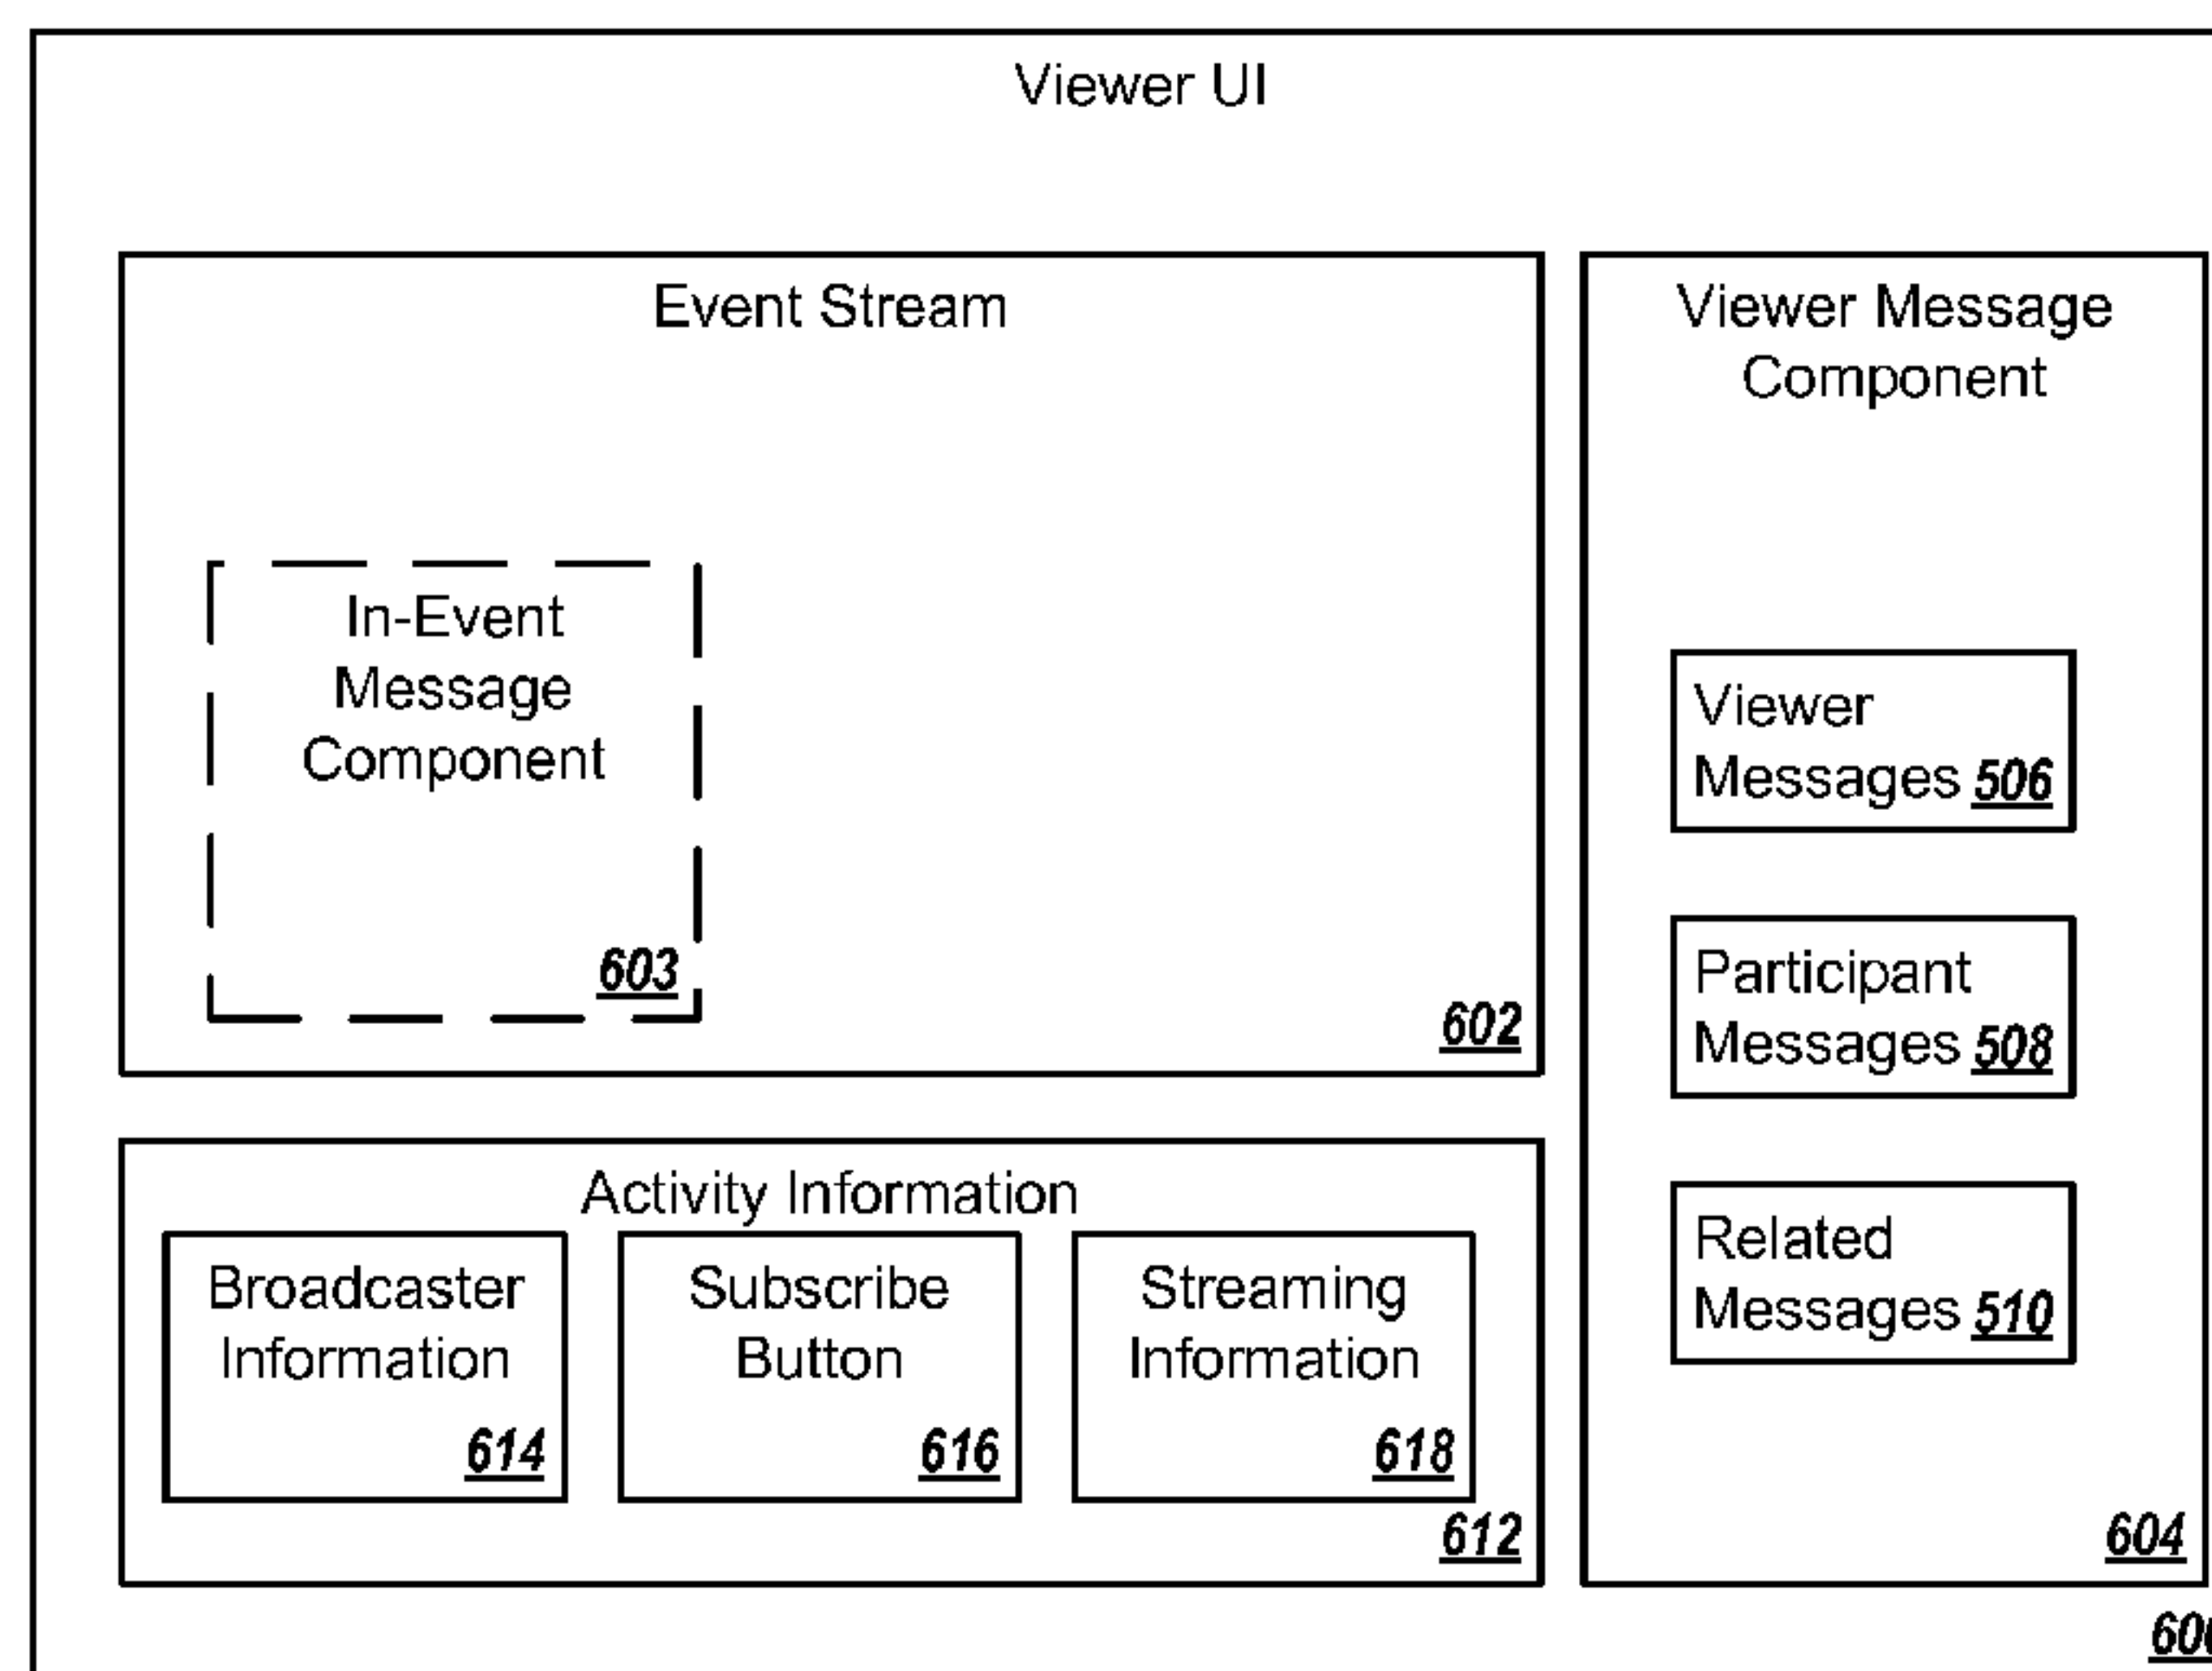 Viewer UI
Event Stream
In-Event
Message
Component
603
602
Viewer Message
Component
Viewer
Messages 506
Participant
Messages 508
Related
Messages 510
604
Activity Information
Broadcaster
Information
614
Subscribe
Button
616
Streaming
Information
618
612